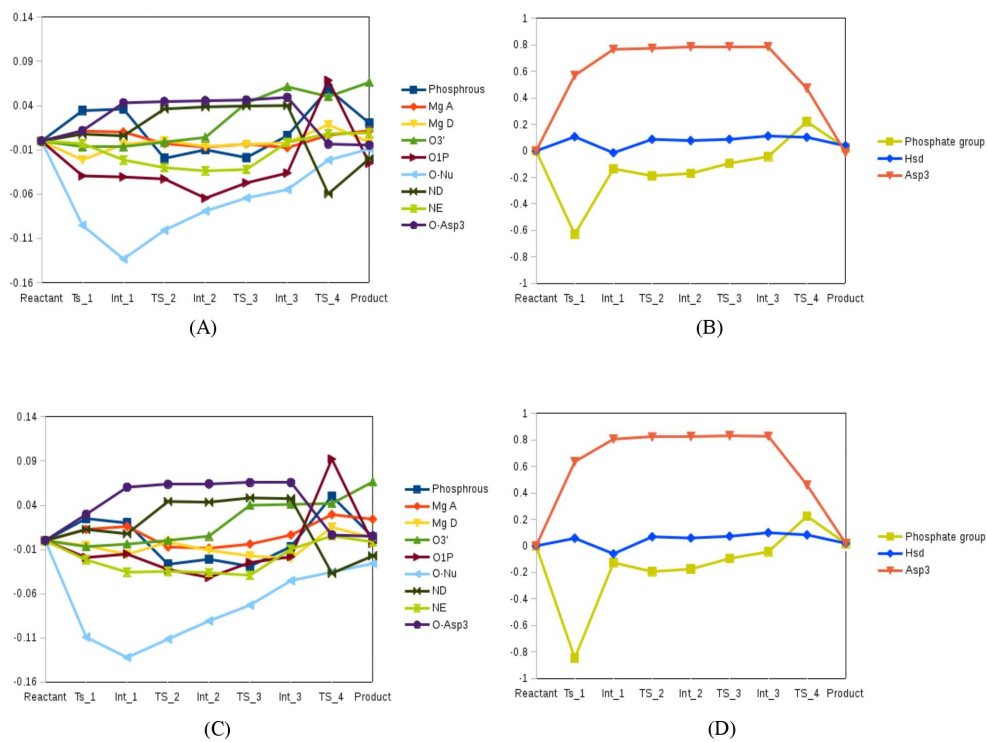 0.14
0.09
0.04
-0.01
-0.06
-0.11
-0.16
Reactant Ts_1 Int_1 TS_2 Int_2 TS_3 Int_3 TS_4 Product
Phosphrous
Mg A
Mg D
O3'
O1P
O-Nu
ND
NE
O-Asp3
(A)
1
0.8
0.6
0.4
0.2
0
-0.2
-0.4
-0.6
-0.8
-1
Reactant Ts_1 Int_1 TS_2 Int_2 TS_3 Int_3 TS_4 Product
Phosphate group
Hsd
Asp3
(B)
0.14
0.09
0.04
-0.01
-0.06
-0.11
-0.16
Reactant Ts_1 Int_1 TS_2 Int_2 TS_3 Int_3 TS_4 Product
Phosphrous
Mg A
Mg D
O3'
O1P
O-Nu
ND
NE
O-Asp3
(C)
1
0.8
0.6
0.4
0.2
0
-0.2
-0.4
-0.6
-0.8
-1
Reactant Ts_1 Int_1 TS_2 Int_2 TS_3 Int_3 TS_4 Product
Phosphate group
Hsd
Asp3
(D)